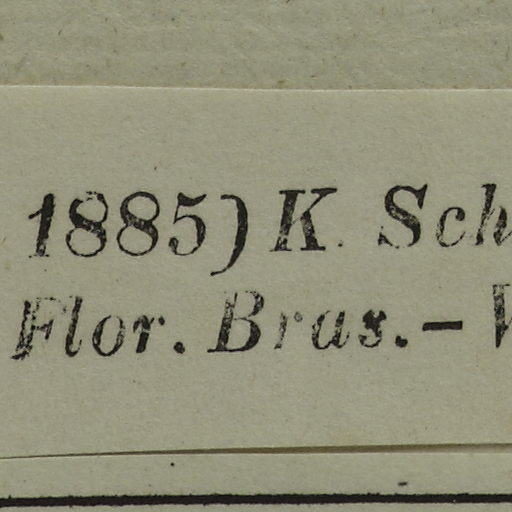 1885) K. Sch
Flor. Bras.–